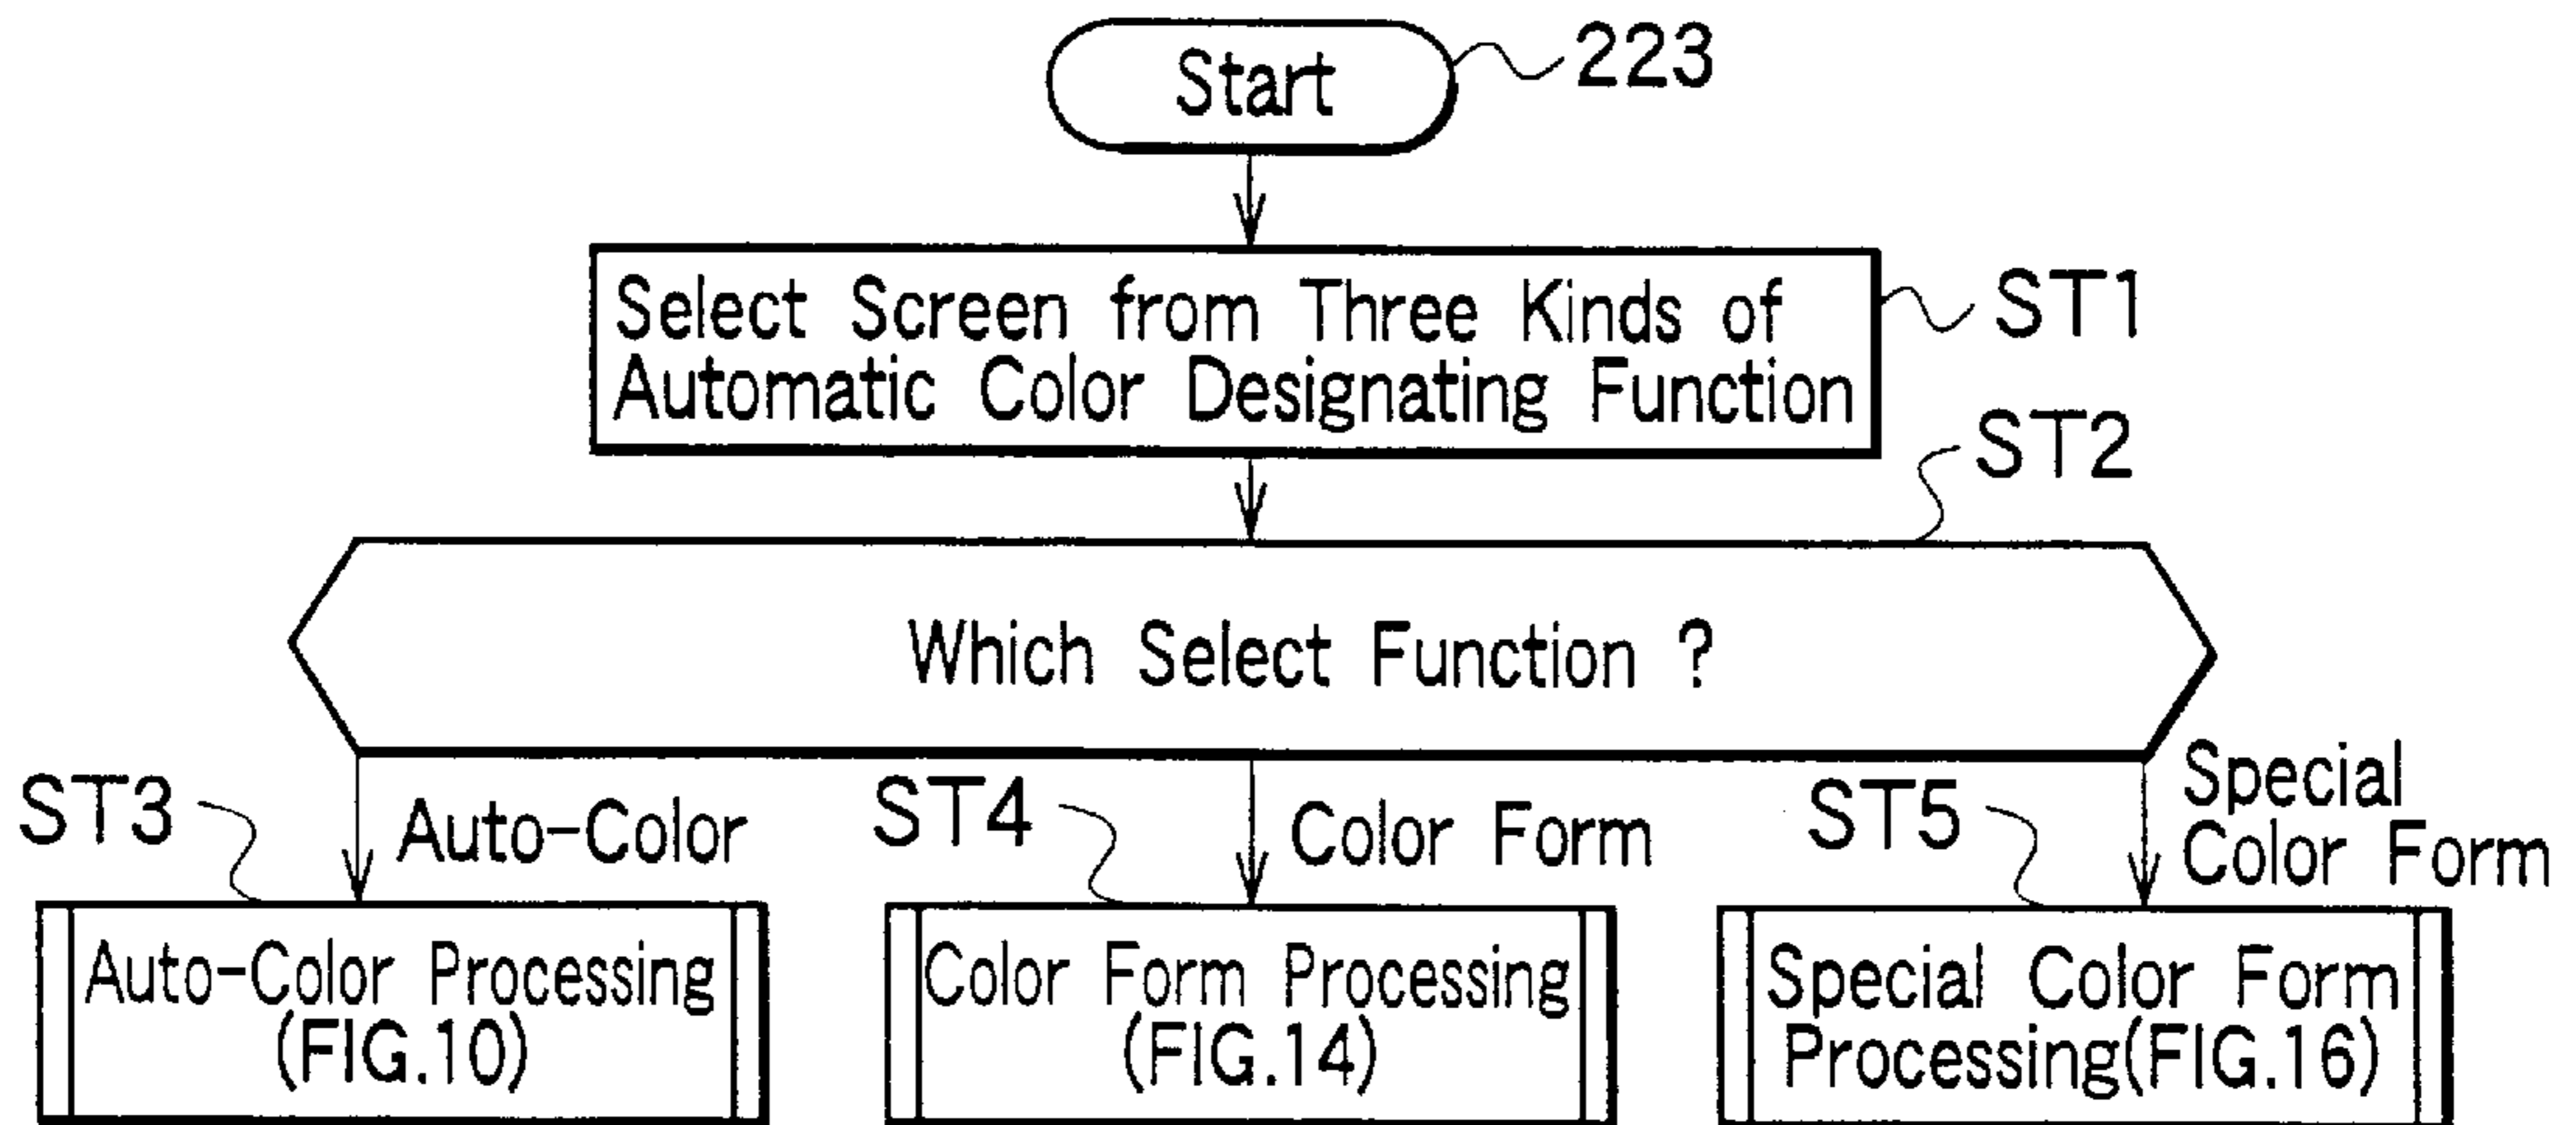 Start
223
Select Screen from Three Kinds of
Automatic Color Designating Function
ST1
ST2
Which Select Function ?
ST3
Auto-Color
ST4
Color Form
ST5
Special
Color Form
Auto-Color Processing
(FIG.10)
Color Form Processing
(FIG.14)
Special Color Form
Processing(FIG.16)